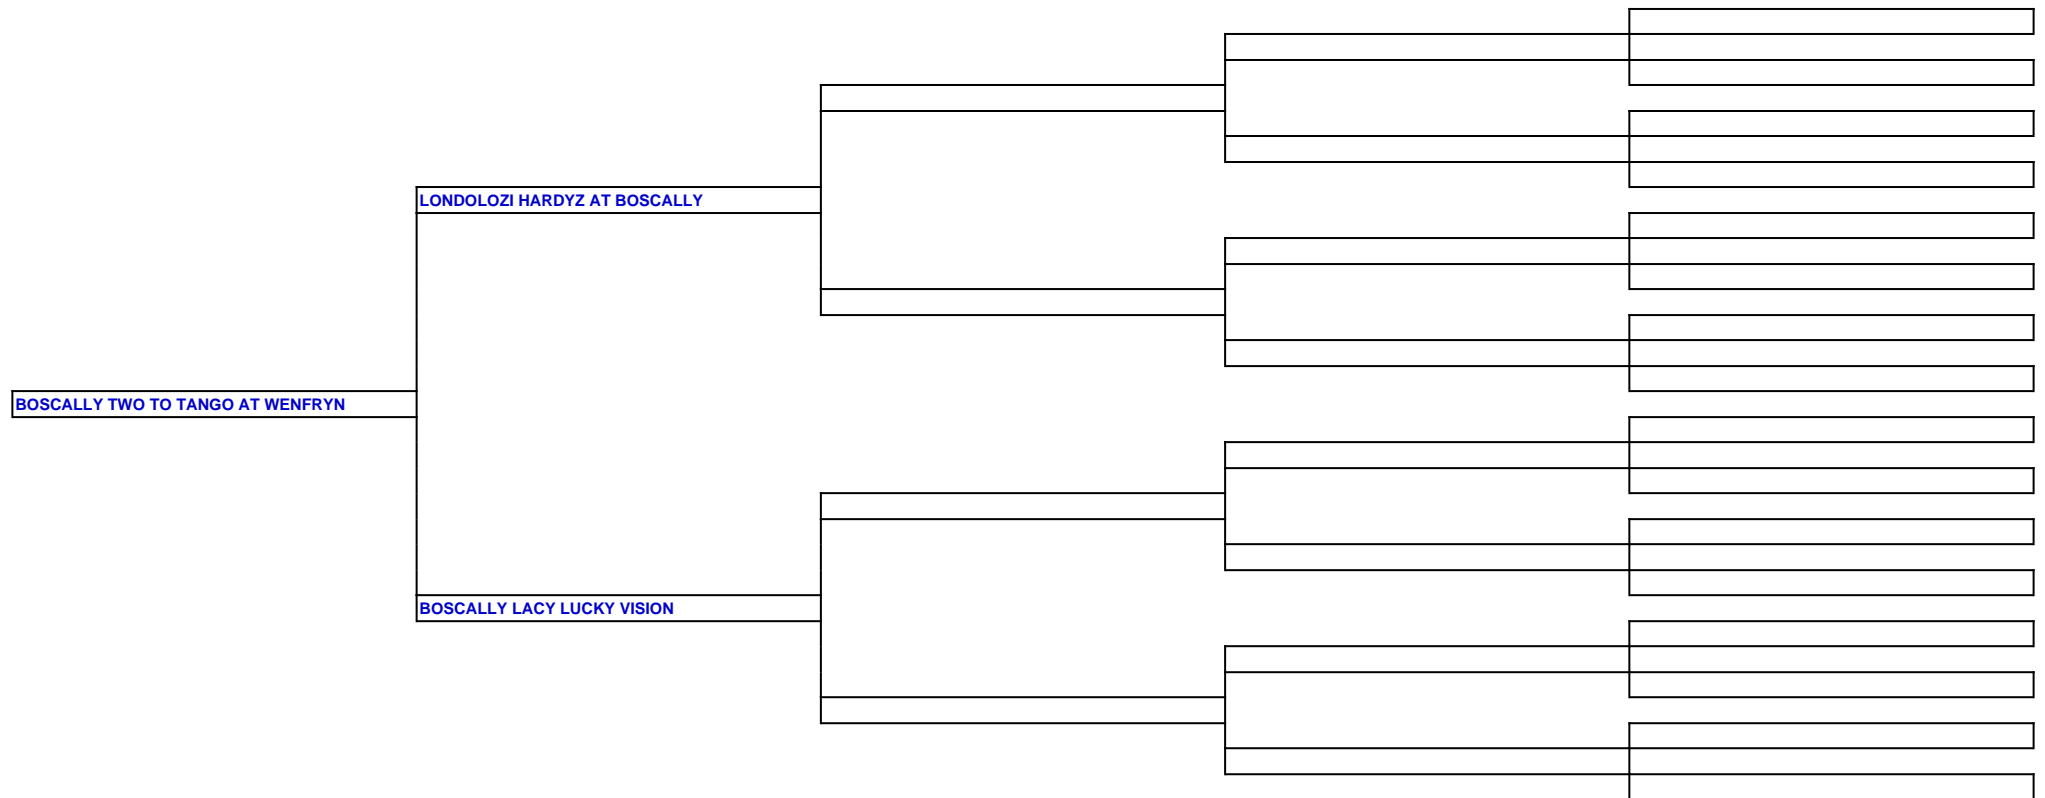 LONDOLOZI HARDYZ AT BOSCALLY
BOSCALLY TWO TO TANGO AT WENFRYN
BOSCALLY LACY LUCKY VISION